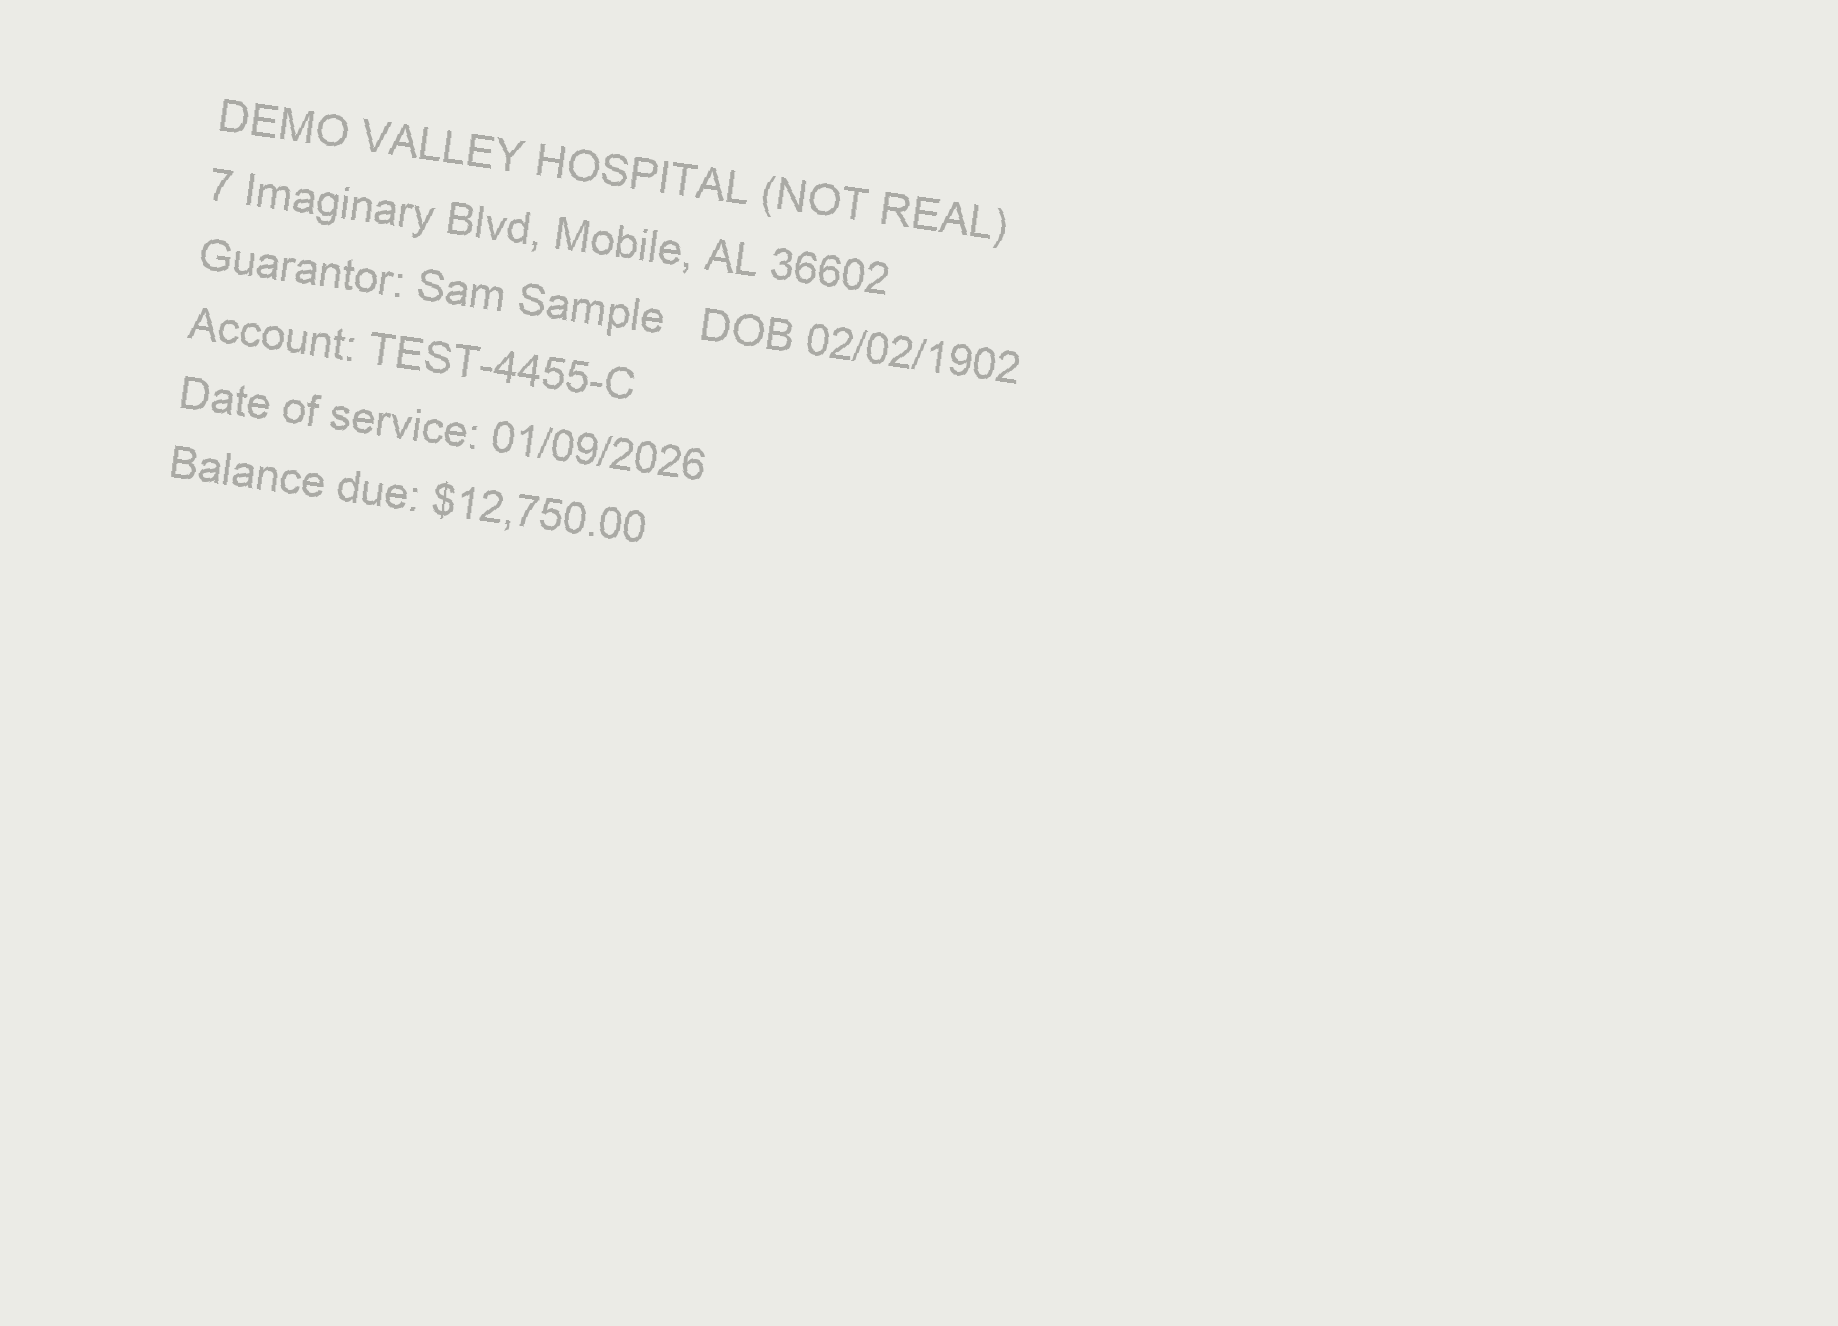 DEMO VALLEY HOSPITAL (NOT REAL)
7 Imaginary Blvd, Mobile, AL 36602
Guarantor: Sam Sample   DOB 02/02/1902
Account: TEST-4455-C
Date of service: 01/09/2026
Balance due: $12,750.00